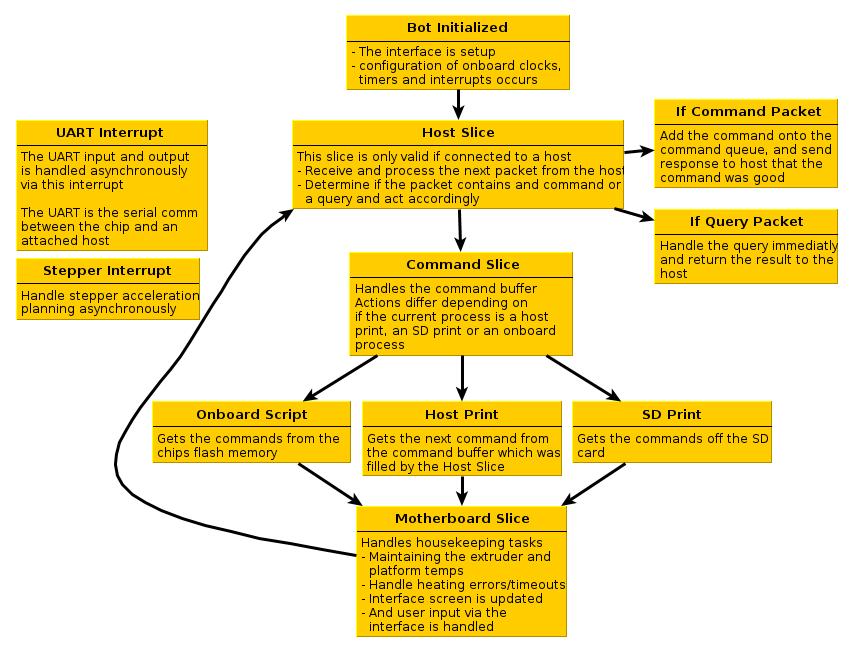 Bot Initialized
- The interface is setup
- configuration of onboard clocks,
timers and interrupts occurs
UART Interrupt
The UART input and output
is handled asynchronously
via this interrupt
The UART is the serial comm
between the chip and an
attached host
Stepper Interrupt
Handle stepper acceleration
planning asynchronously
Host Slice
This slice is only valid if connected to a host
- Receive and process the next packet from the host
- Determine if the packet contains and command or
a query and act accordingly
If Command Packet
Add the command onto the
command queue, and send
response to host that the
command was good
If Query Packet
Handle the query immediatly
and return the result to the
host
Command Slice
Handles the command buffer
Actions differ depending on
if the current process is a host
print, an SD print or an onboard
process
Onboard Script
Gets the commands from the
chips flash memory
Host Print
Gets the next command from
the command buffer which was
filled by the Host Slice
SD Print
Gets the commands off the SD
card
Motherboard Slice
Handles housekeeping tasks
- Maintaining the extruder and
platform temps
- Handle heating errors/timeouts
- Interface screen is updated
- And user input via the
interface is handled